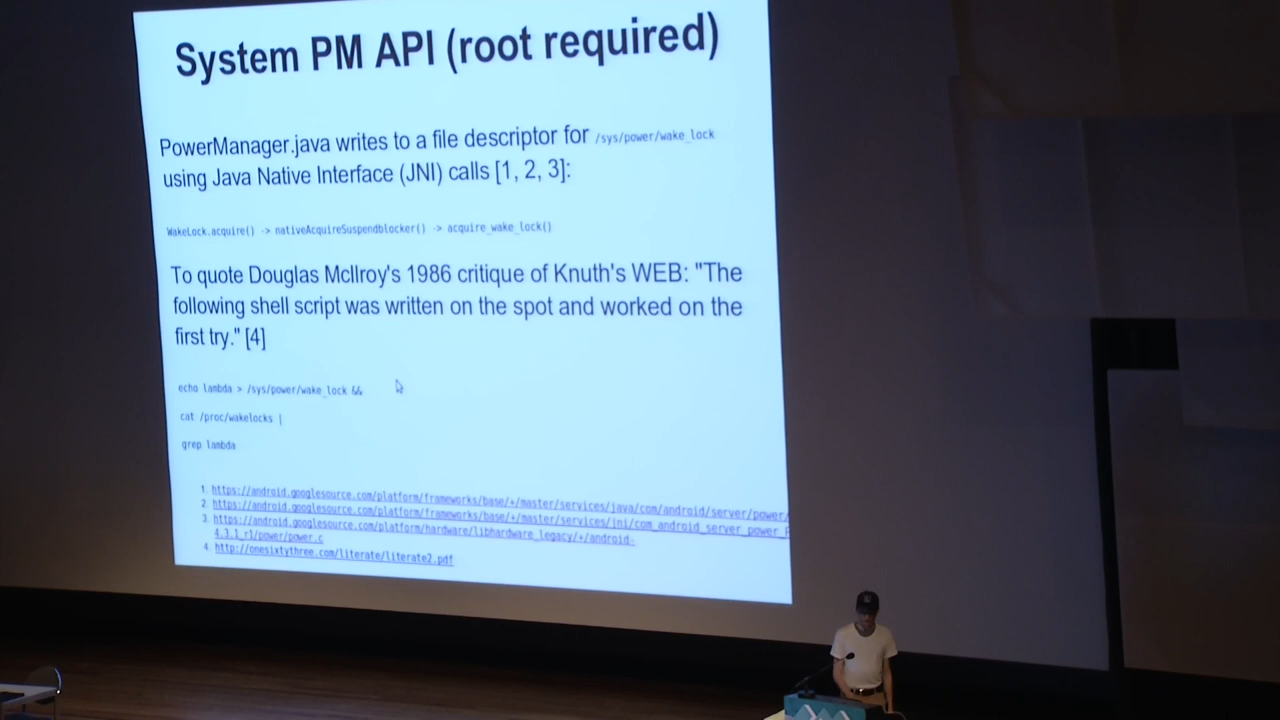 System PM API (root required)
PowerManager.java writes to a file descriptor for /sys/power/wake_lock
using Java Native Interface (JNI) calls [1, 2, 3]:
WakeLock.acquire() -> nativeAcquireSuspendblocker() -> acquire_wake_lock()
To quote Douglas McIlroy's 1986 critique of Knuth's WEB: "The
following shell script was written on the spot and worked on the
first try." [4]
echo lambda > /sys/power/wake_lock &&
cat /proc/wakelocks |
grep lambda
1. https://android.googlesource.com/platform/frameworks/base/+/master/services/java/com/android/server/power/
2. https://android.googlesource.com/platform/frameworks/base/+/master/services/jni/com_android_server_power_P
3. https://android.googlesource.com/platform/hardware/libhardware_legacy/+/android-
4.3.1_r1/power/power.c
4. http://onesixtythree.com/literate/literate2.pdf